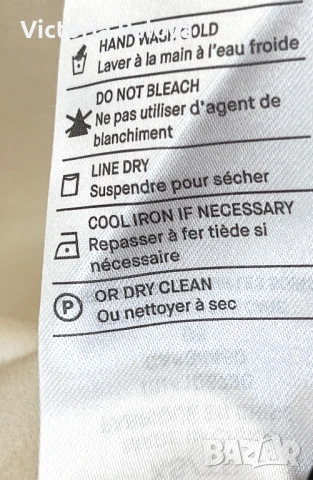 HAND WASH COLD
Laver à la main à l'eau froide
DO NOT BLEACH
Ne pas utiliser d'agent de
blanchiment
LINE DRY
Suspendre pour sécher
COOL IRON IF NECESSARY
Repasser à fer tiède si
nécessaire
P
OR DRY CLEAN
Ou nettoyer à sec
BAZAR